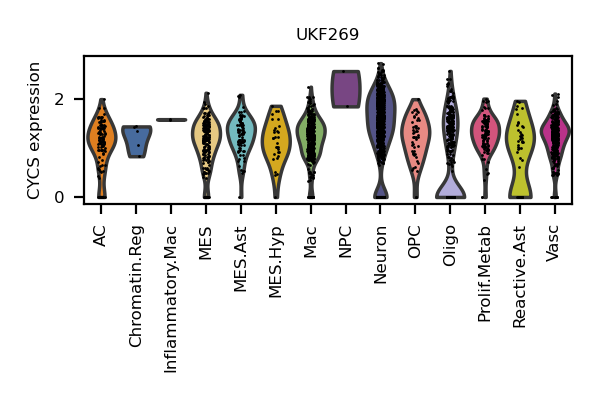 UKF269
CYCS expression
2
0
AC
Chromatin.Reg
Inflammatory.Mac
MES
MES.Ast
MES.Hyp
Mac
NPC
Neuron
OPC
Oligo
Prolif.Metab
Reactive.Ast
Vasc